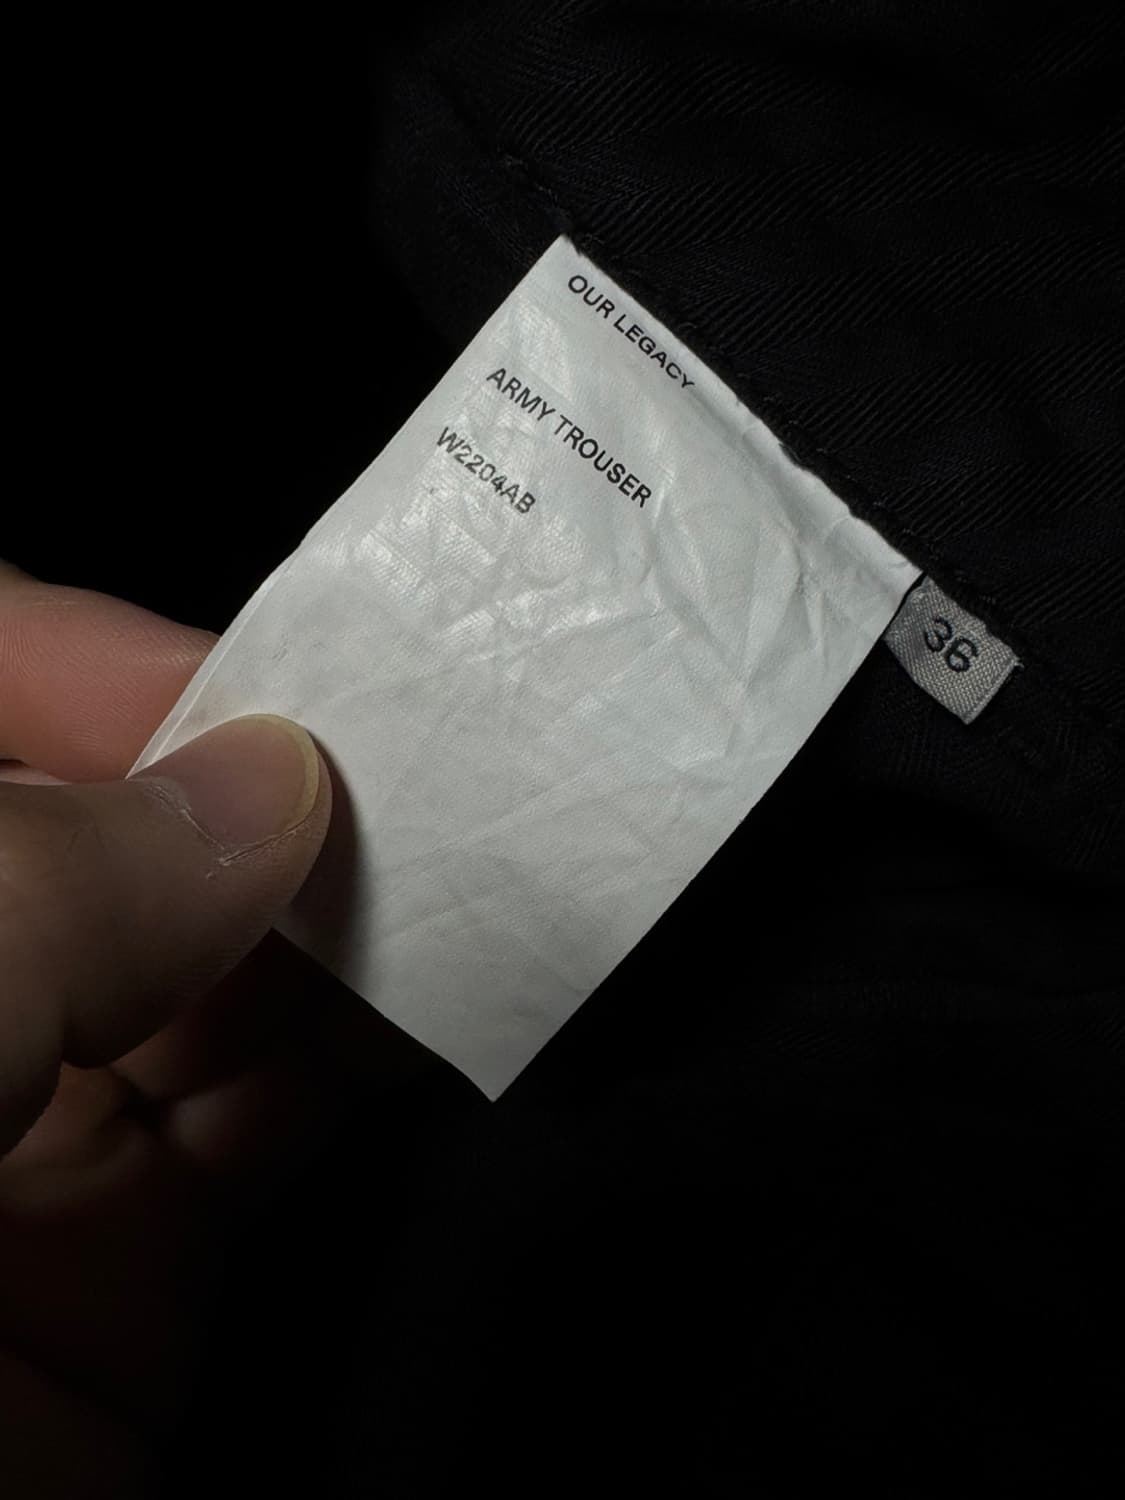 OUR LEGACY
ARMY TROUSER
W2204AB
36